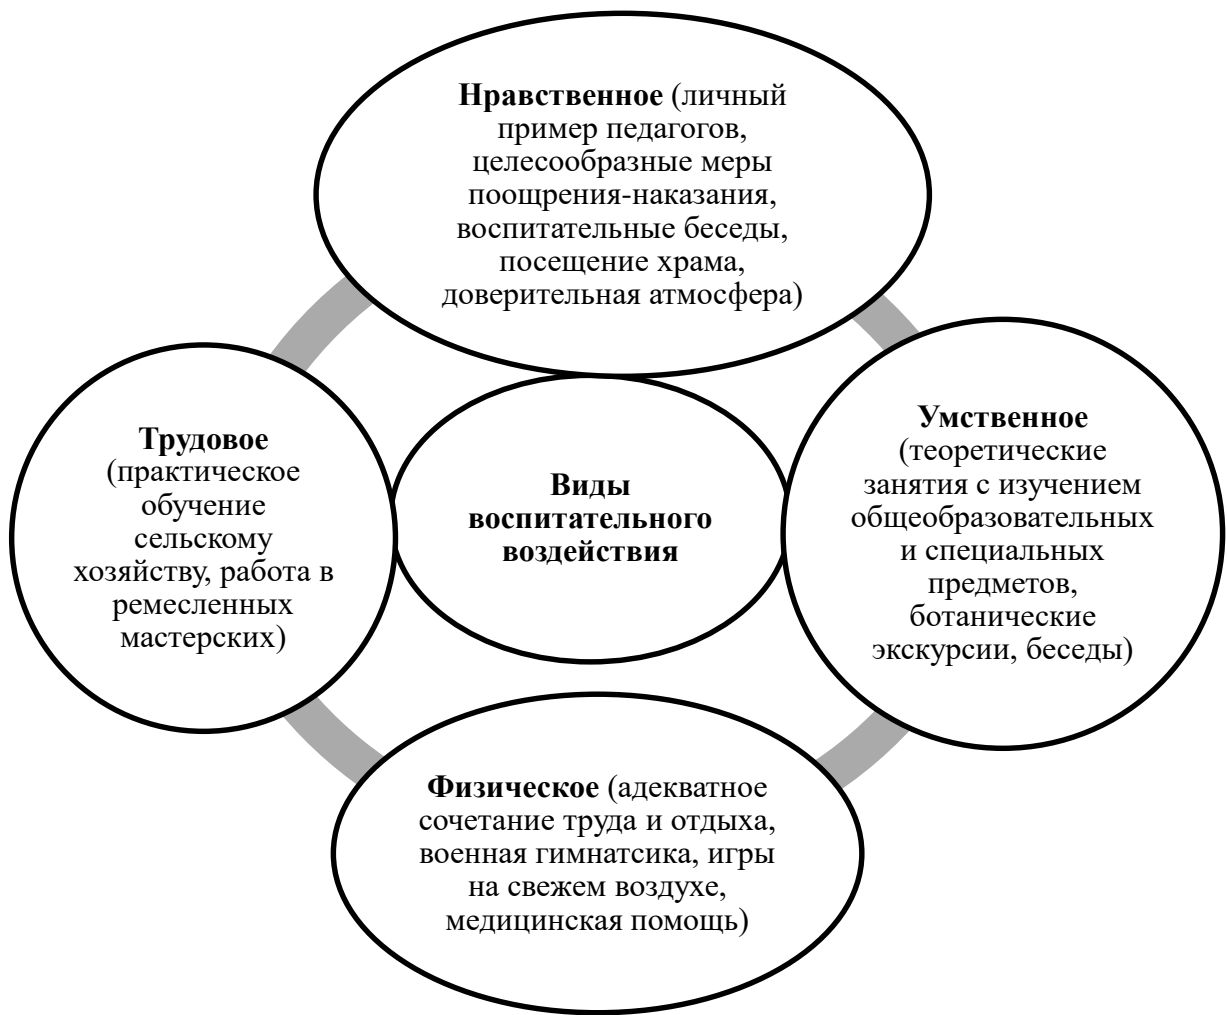 Нравственное (личный
пример педагогов,
целесообразные меры
поощрения-наказания,
воспитательные беседы,
посещение храма,
доверительная атмосфера)
Умственное
(теоретические
занятия с изучением
общеобразовательных
и специальных
предметов,
ботанические
экскурсии, беседы)
Трудовое
(практическое
обучение
сельскому
хозяйству, работа в
ремесленных
мастерских)
Виды
воспитательного
воздействия
Физическое (адекватное
сочетание труда и отдыха,
военная гимнатсика, игры
на свежем воздухе,
медицинская помощь)